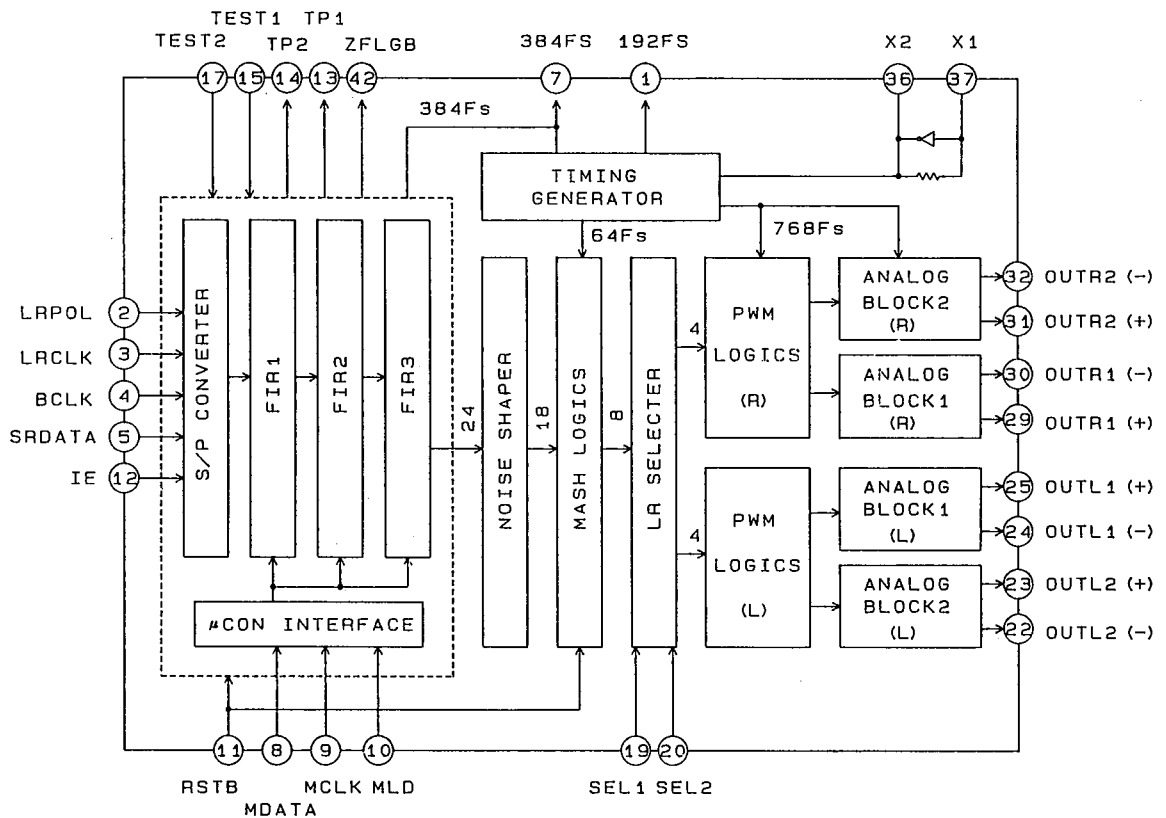 TEST1 TP1
TEST2 TP2 ZFLGB 384FS 192FS X2 X1
17 15 14 13 42 7 1 36 37
384Fs
TIMING
GENERATOR
64Fs 768Fs
LRPOL 2
LRCLK 3
BCLK 4
SRDATA 5
IE 12
S/P CONVERTER
FIR1
FIR2
FIR3
24
NOISE SHAPER
18
MASH LOGICS
8
LR SELECTER
4
PWM
LOGICS
(R)
4
PWM
LOGICS
(L)
ANALOG
BLOCK2
(R)
ANALOG
BLOCK1
(R)
ANALOG
BLOCK1
(L)
ANALOG
BLOCK2
(L)
32 OUTR2 (-)
31 OUTR2 (+)
30 OUTR1 (-)
29 OUTR1 (+)
25 OUTL1 (+)
24 OUTL1 (-)
23 OUTL2 (+)
22 OUTL2 (-)
μCON INTERFACE
11 8 9 10 19 20
RSTB MCLK MLD SEL1 SEL2
MDATA